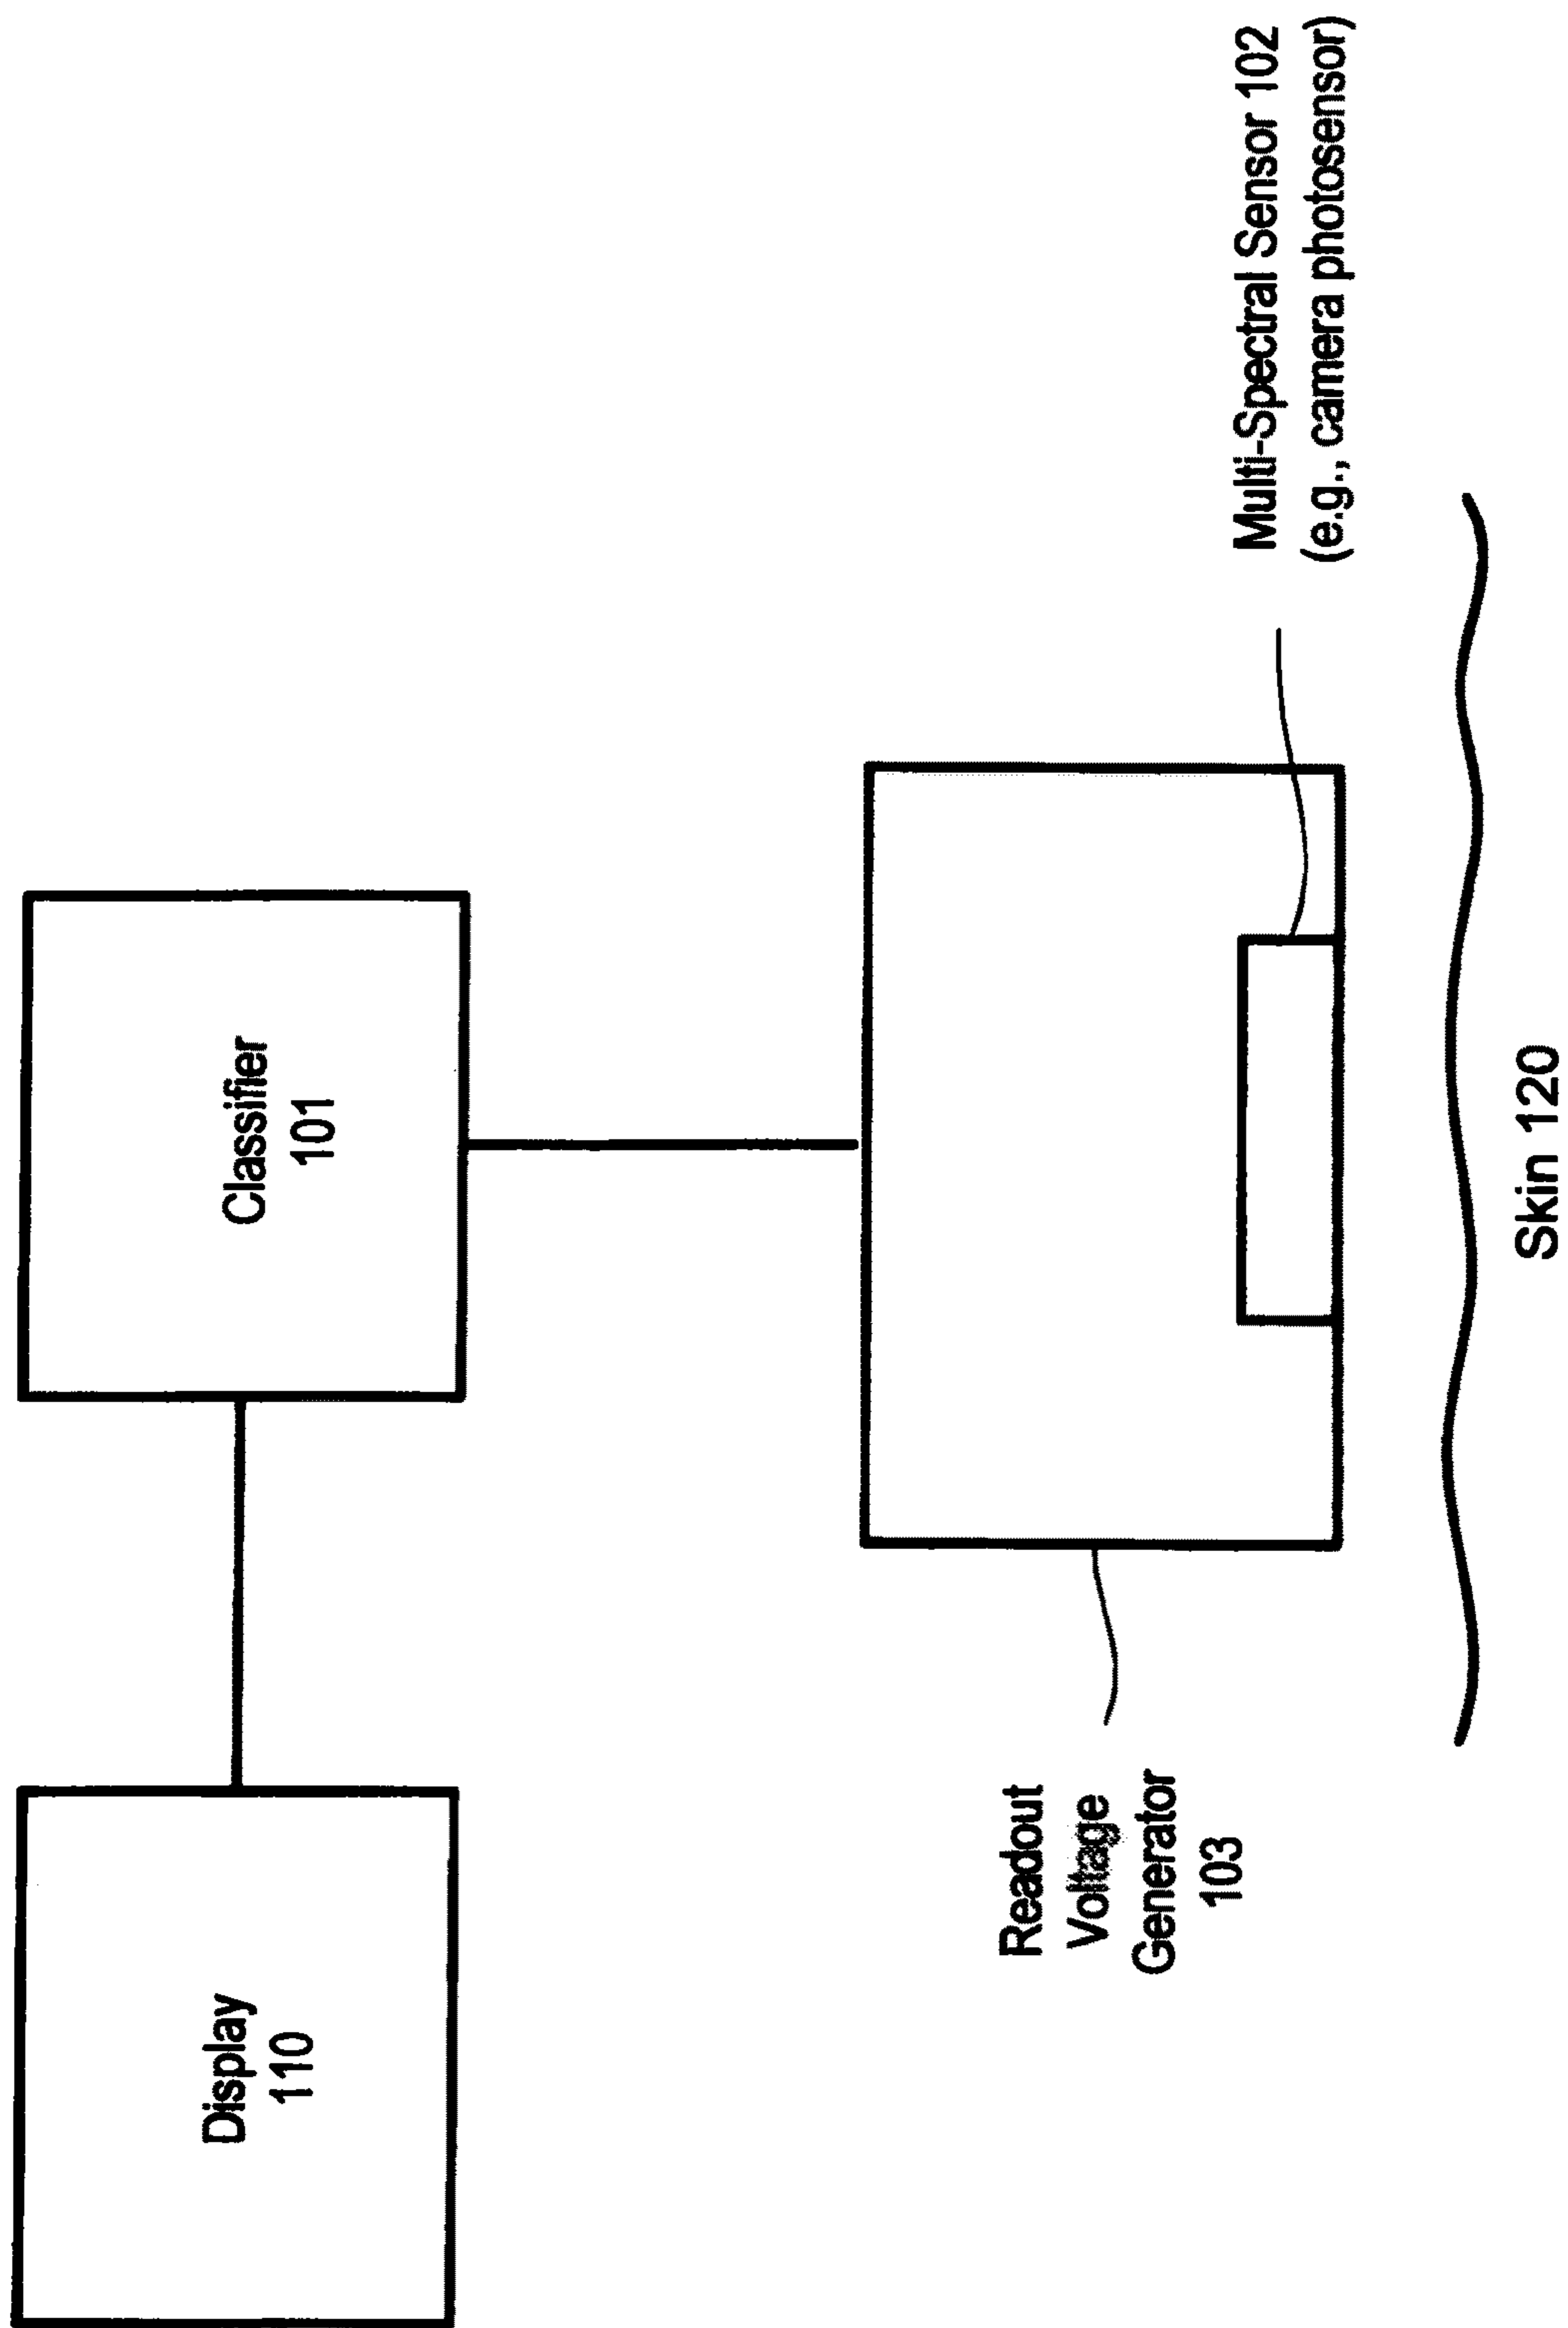 Display
110
Classifier
101
Readout
Voltage
Generator
103
Multi-Spectral Sensor 102
(e.g., camera photosensor)
Skin 120